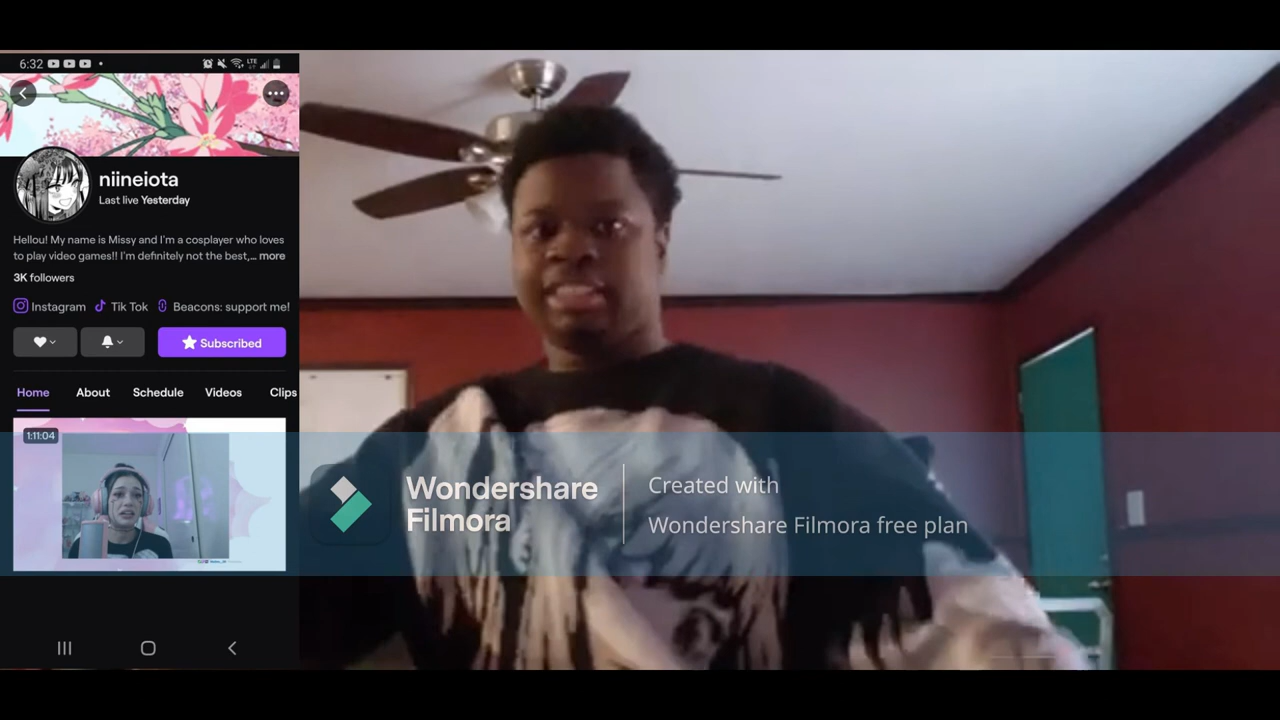 6:32
LTE
niineiota
Last live Yesterday
Hellou! My name is Missy and I'm a cosplayer who loves
to play video games!! I'm definitely not the best,... more
3K followers
Instagram Tik Tok Beacons: support me!
Subscribed
Home About Schedule Videos Clips
1:11:04
Wondershare
Filmora
Created with
Wondershare Filmora free plan